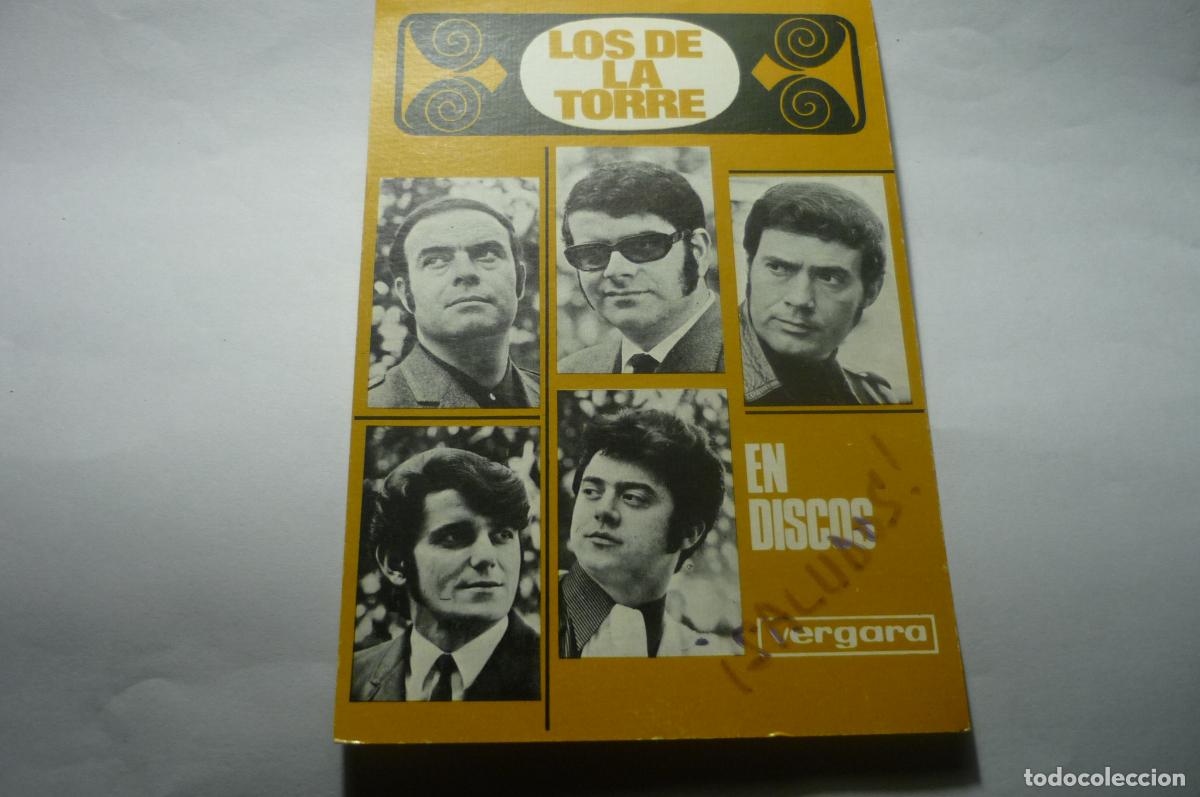 LOS DE
LA
TORRE
EN
DISCOS
¡SALUDOS!
vergara
todocoleccion